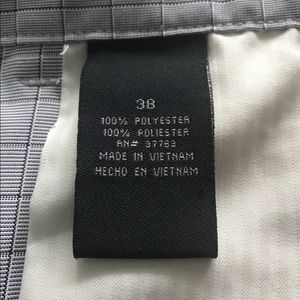 38
100% POLYESTER
100% POLIESTER
RN# 37763
MADE IN VIETNAM
HECHO EN VIETNAM